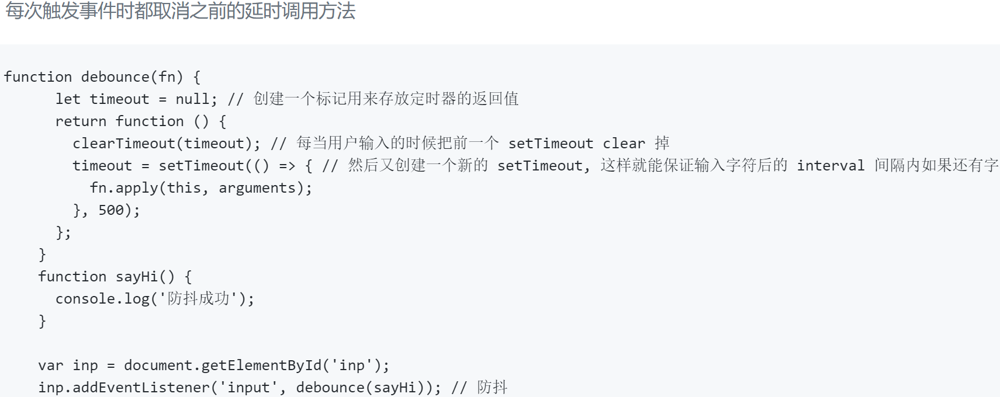 每次触发事件时都取消之前的延时调用方法
function debounce(fn) {
let timeout = null; // 创建一个标记用来存放定时器的返回值
return function () {
clearTimeout(timeout); // 每当用户输入的时候把前一个 setTimeout clear 掉
timeout = setTimeout(() => { // 然后又创建一个新的 setTimeout, 这样就能保证输入字符后的 interval 间隔内如果还有字
fn.apply(this, arguments);
}, 500);
};
}
function sayHi() {
console.log('防抖成功');
}
var inp = document.getElementById('inp');
inp.addEventListener('input', debounce(sayHi)); // 防抖